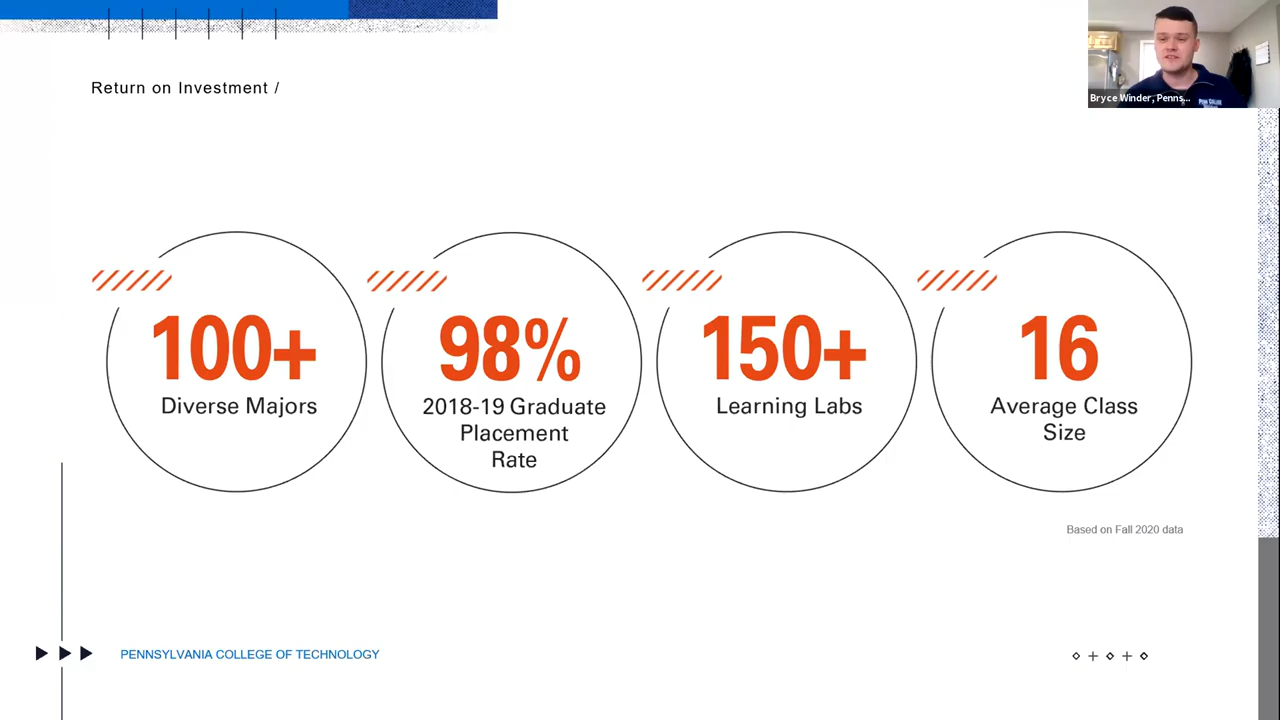 Return on Investment /
Bryce Winder, Penns...
100+
Diverse Majors
98%
2018-19 Graduate
Placement
Rate
150+
Learning Labs
16
Average Class
Size
Based on Fall 2020 data
PENNSYLVANIA COLLEGE OF TECHNOLOGY